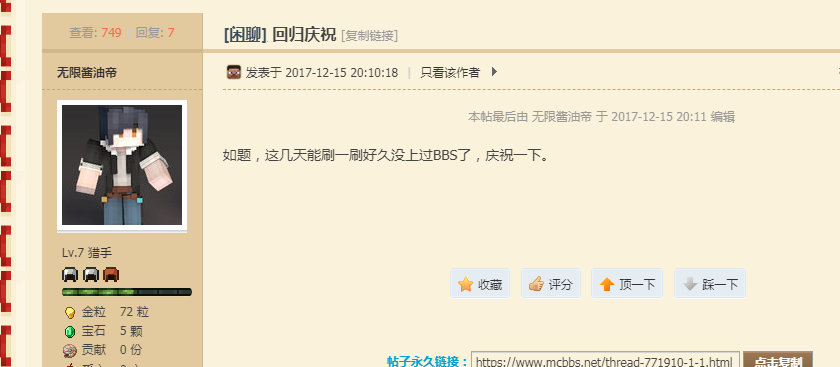 查看: 749 | 回复: 7
[闲聊] 回归庆祝 [复制链接]
无限酱油帝
发表于 2017-12-15 20:10:18 | 只看该作者
本帖最后由 无限酱油帝 于 2017-12-15 20:11 编辑
如题，这几天能刷一刷好久没上过BBS了，庆祝一下。
Lv.7 猎手
金粒 72 粒
宝石 5 颗
贡献 0 份
收藏 评分 顶一下 踩一下
帖子永久链接： https://www.mcbbs.net/thread-771910-1-1.html 点击复制